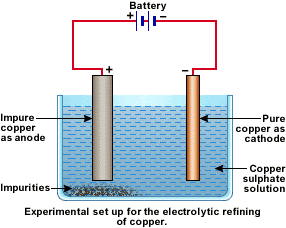 Battery
+ −
+ −
Impure
copper
as anode
Pure
copper as
cathode
Copper
sulphate
solution
Impurities
Experimental set up for the electrolytic refining
of copper.